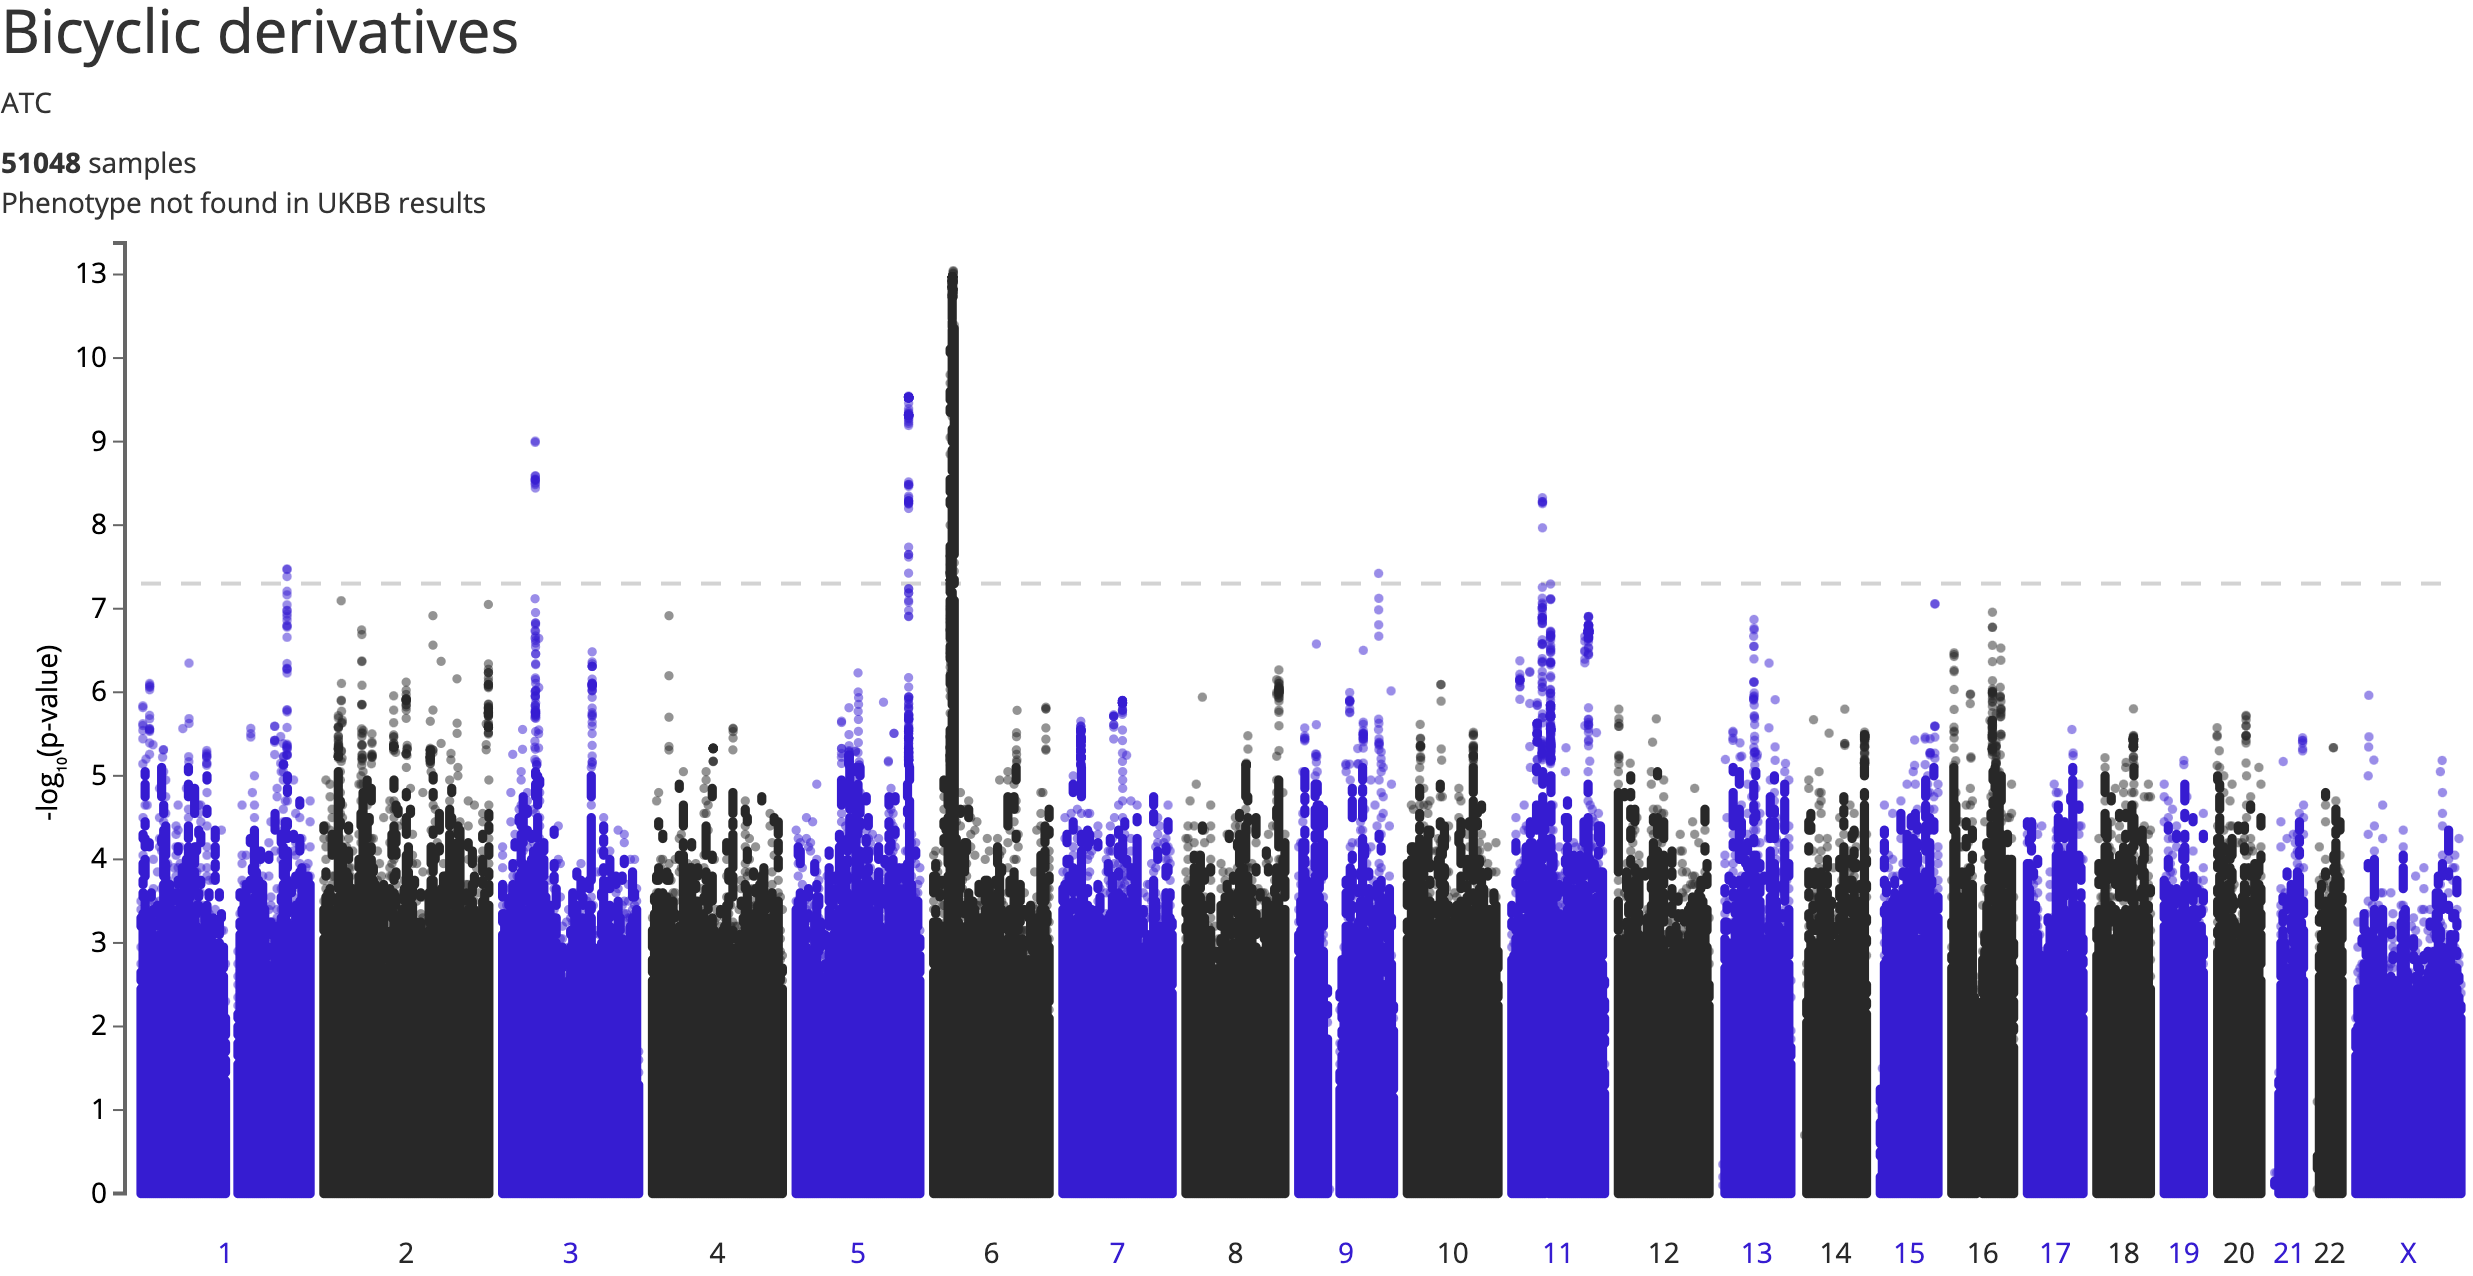 Bicyclic derivatives
ATC
51048 samples
Phenotype not found in UKBB results
13
10
9
8
7
6
5
4
3
2
1
0
-log₁₀(p-value)
1 2 3 4 5 6 7 8 9 10 11 12 13 14 15 16 17 18 19 20 21 22 X